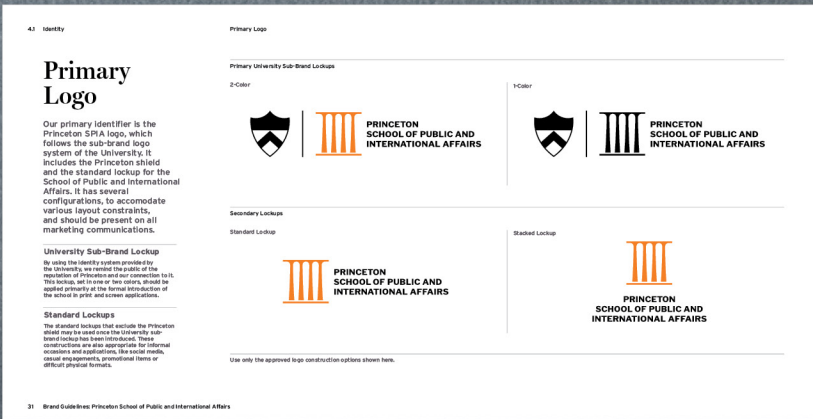 4.1 Identity
Primary Logo
Primary
Logo
Our primary identifier is the
Princeton SPIA logo, which
follows the sub-brand logo
system of the University. It
includes the Princeton shield
and the standard lockup for the
School of Public and International
Affairs. It has several
configurations, to accomodate
various layout constraints,
and should be present on all
marketing communications.
University Sub-Brand Lockup
By using the identity system provided by
the University, we remind the public of the
reputation of Princeton and our connection to it.
This lockup, set in one or two colors, should be
applied primarily at the formal introduction of
the school in print and screen applications.
Standard Lockups
The standard lockups that exclude the Princeton
shield may be used once the University sub-
brand lockup has been introduced. These
constructions are also appropriate for informal
occasions and applications, like social media,
casual engagements, promotional items or
difficult physical formats.
Primary University Sub-Brand Lockups
2-Color
PRINCETON
SCHOOL OF PUBLIC AND
INTERNATIONAL AFFAIRS
1-Color
PRINCETON
SCHOOL OF PUBLIC AND
INTERNATIONAL AFFAIRS
Secondary Lockups
Standard Lockup
PRINCETON
SCHOOL OF PUBLIC AND
INTERNATIONAL AFFAIRS
Stacked Lockup
PRINCETON
SCHOOL OF PUBLIC AND
INTERNATIONAL AFFAIRS
Use only the approved logo construction options shown here.
31 Brand Guidelines: Princeton School of Public and International Affairs